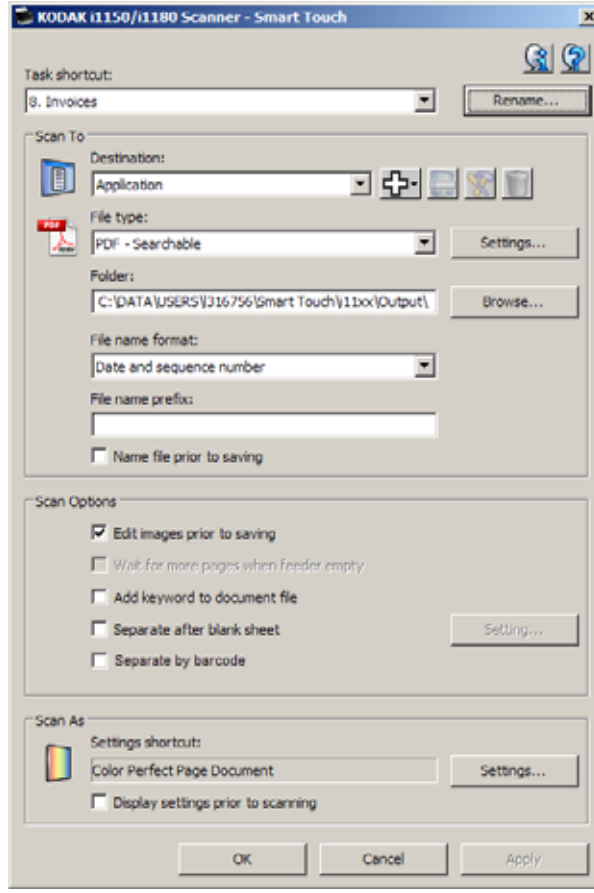 KODAK i1150/i1180 Scanner - Smart Touch
Task shortcut:
8. Invoices
Rename...
Scan To
Destination:
Application
PDF
File type:
PDF - Searchable
Settings...
Folder:
C:\DATA\USERS\l316756\Smart Touch\i11xx\Output\
Browse...
File name format:
Date and sequence number
File name prefix:
Name file prior to saving
Scan Options
Edit images prior to saving
Wait for more pages when feeder empty
Add keyword to document file
Separate after blank sheet
Setting...
Separate by barcode
Scan As
Settings shortcut:
Color Perfect Page Document
Settings...
Display settings prior to scanning
OK
Cancel
Apply